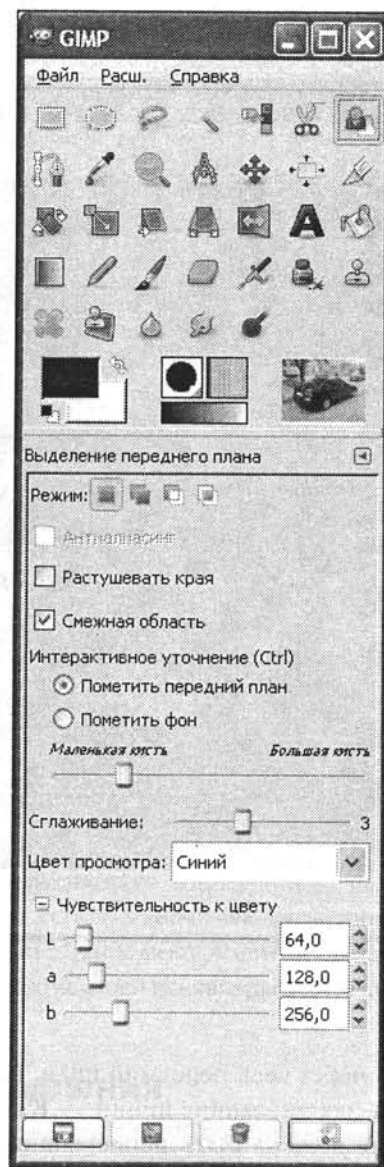 GIMP
Файл Расш. Справка
Выделение переднего плана
Режим:
Антиалиасинг
Растушевать края
Смежная область
Интерактивное уточнение (Ctrl)
Пометить передний план
Пометить фон
Маленькая кисть Большая кисть
Сглаживание: 3
Цвет просмотра: Синий
Чувствительность к цвету
L 64,0
a 128,0
b 256,0